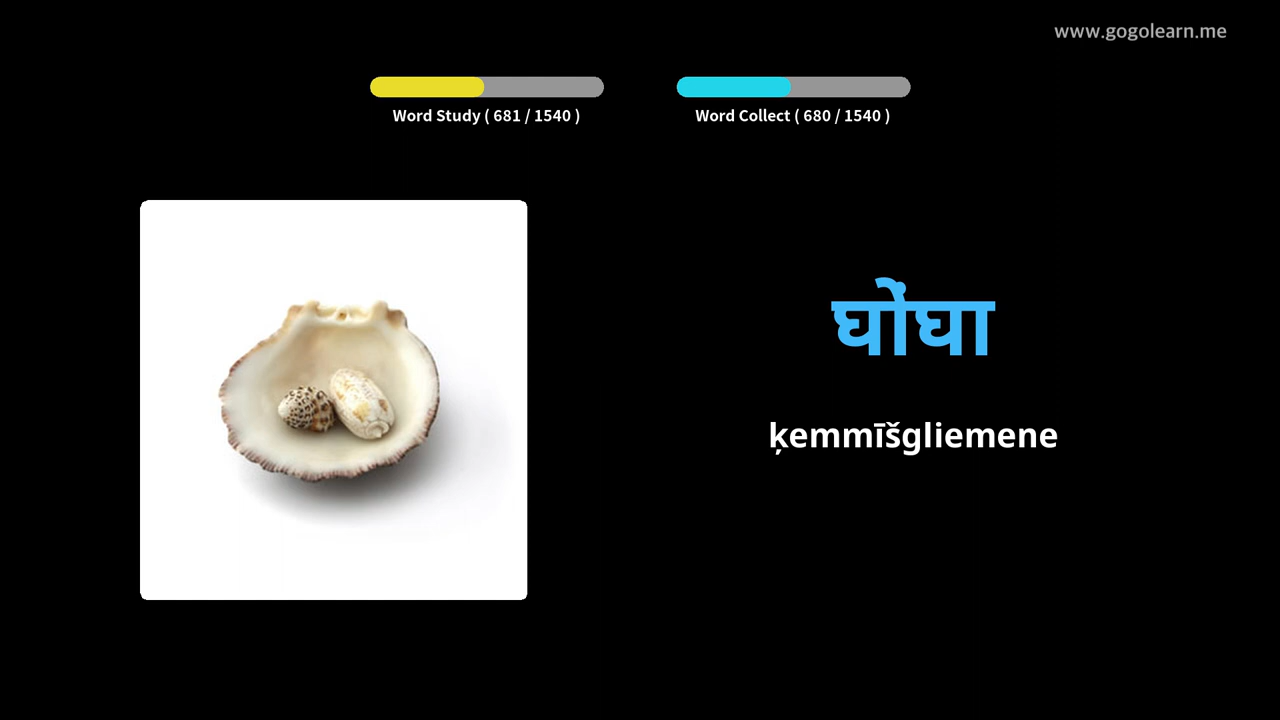 www.gogolearn.me
Word Study ( 681 / 1540 )
Word Collect ( 680 / 1540 )
घोंघा
ķemmīšgliemene